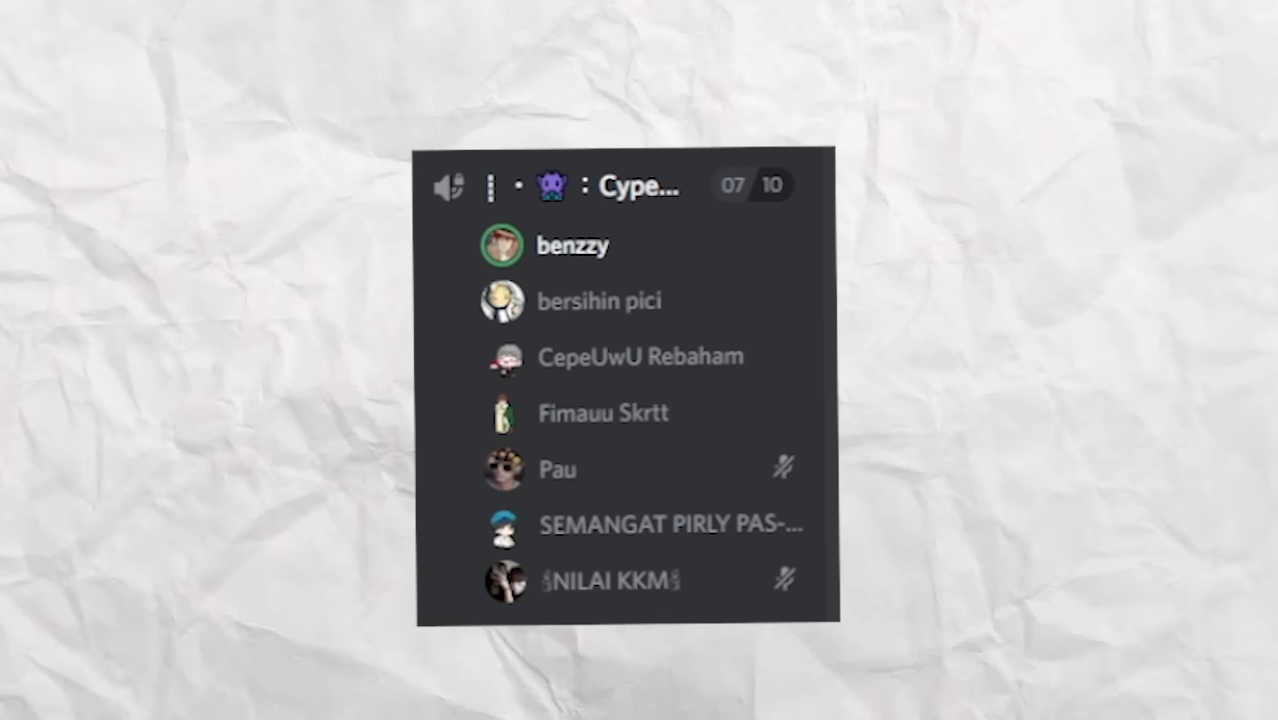 : Cype... 07 10
benzzy
bersihin pici
CepeUwU Rebaham
Fimauu Skrtt
Pau
SEMANGAT PIRLY PAS-...
NILAI KKM